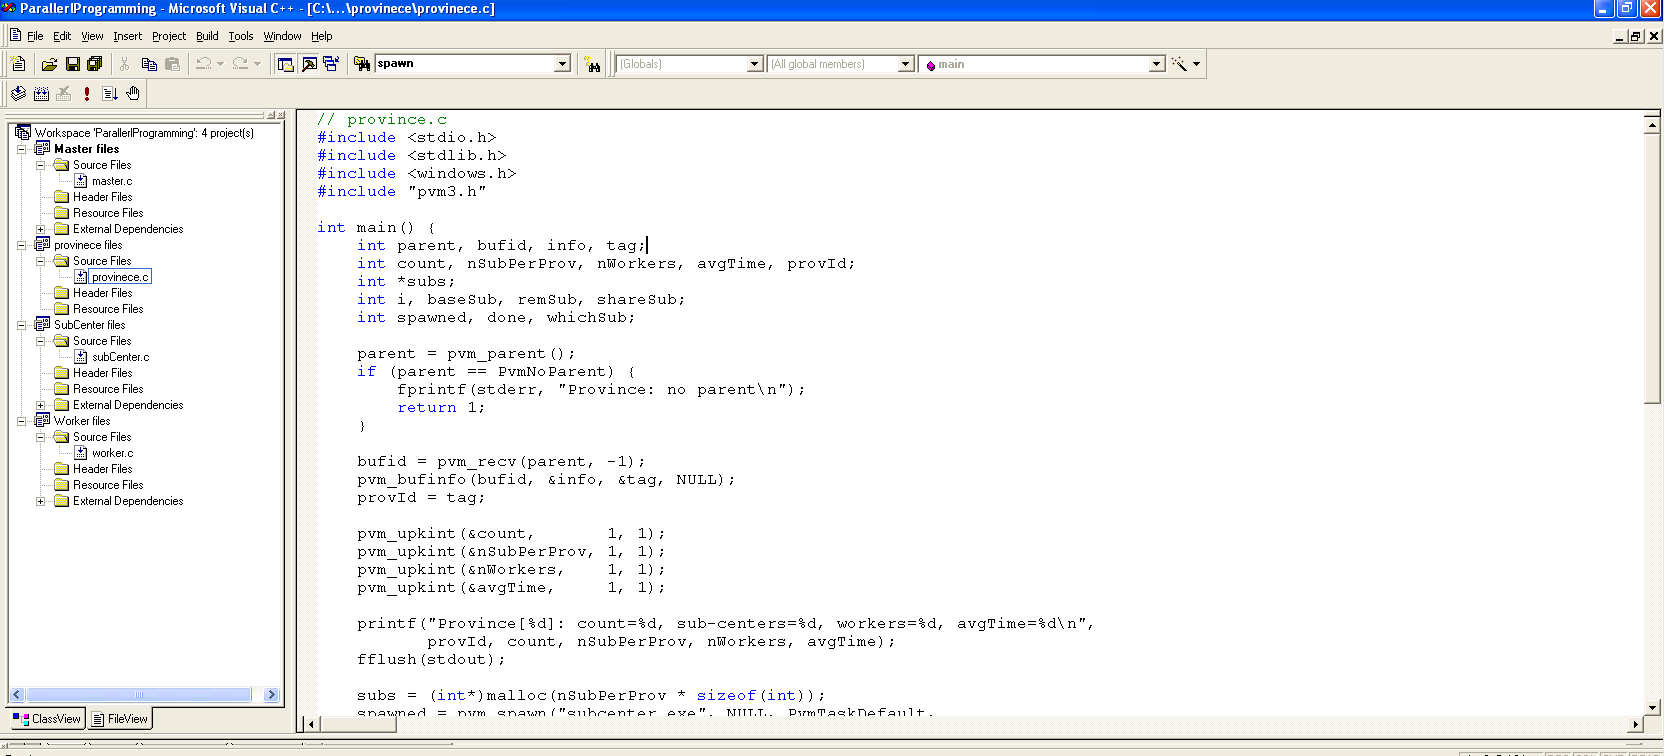 ParallerlProgramming - Microsoft Visual C++ - [C:\...\provinece\provinece.c]
File Edit View Insert Project Build Tools Window Help
spawn
(Globals)
(All global members)
main
Workspace 'ParallerlProgramming': 4 project(s)
Master files
Source Files
master.c
Header Files
Resource Files
External Dependencies
provinece files
Source Files
provinece.c
Header Files
Resource Files
SubCenter files
Source Files
subCenter.c
Header Files
Resource Files
External Dependencies
Worker files
Source Files
worker.c
Header Files
Resource Files
External Dependencies
ClassView
FileView
// province.c
#include <stdio.h>
#include <stdlib.h>
#include <windows.h>
#include "pvm3.h"
int main() {
int parent, bufid, info, tag;
int count, nSubPerProv, nWorkers, avgTime, provId;
int *subs;
int i, baseSub, remSub, shareSub;
int spawned, done, whichSub;
parent = pvm_parent();
if (parent == PvmNoParent) {
fprintf(stderr, "Province: no parent\n");
return 1;
}
bufid = pvm_recv(parent, -1);
pvm_bufinfo(bufid, &info, &tag, NULL);
provId = tag;
pvm_upkint(&count, 1, 1);
pvm_upkint(&nSubPerProv, 1, 1);
pvm_upkint(&nWorkers, 1, 1);
pvm_upkint(&avgTime, 1, 1);
printf("Province[%d]: count=%d, sub-centers=%d, workers=%d, avgTime=%d\n",
provId, count, nSubPerProv, nWorkers, avgTime);
fflush(stdout);
subs = (int*)malloc(nSubPerProv * sizeof(int));
spawned = pvm_spawn("subcenter.exe", NULL, PvmTaskDefault,